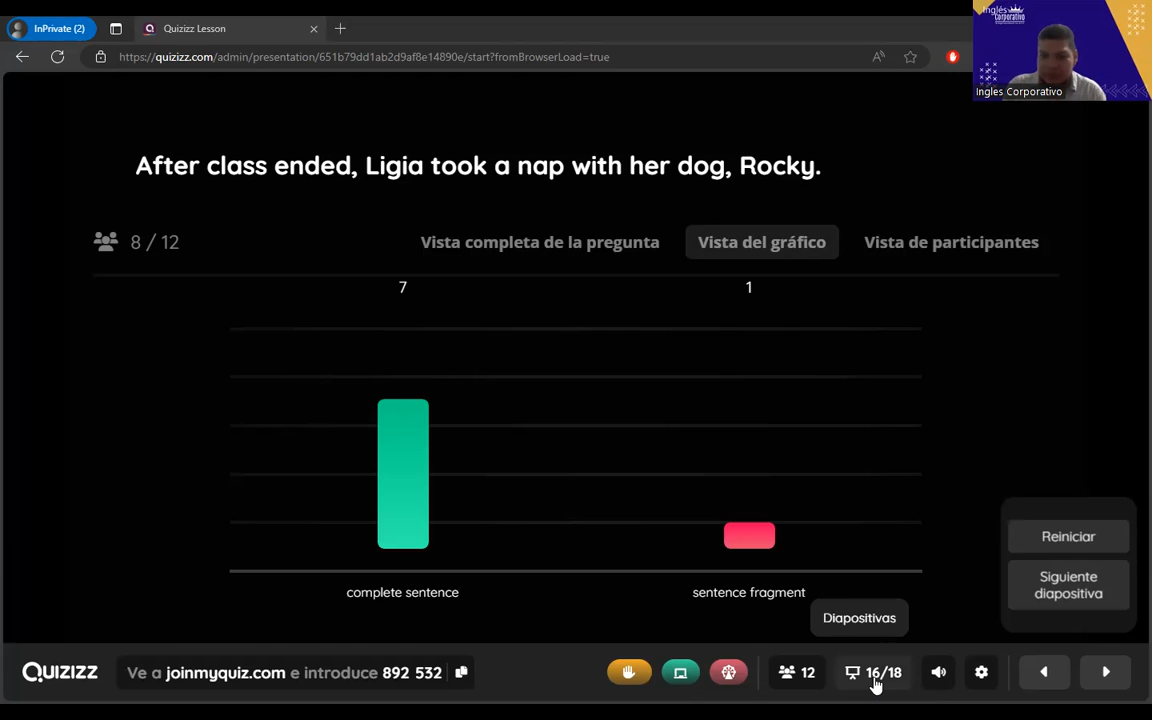 InPrivate (2)
Quizizz Lesson
https://quizizz.com/admin/presentation/651b79dd1ab2d9af8e14890e/start?fromBrowserLoad=true
Inglés
Corporativo
Ingles Corporativo
After class ended, Ligia took a nap with her dog, Rocky.
8 / 12
Vista completa de la pregunta
Vista del gráfico
Vista de participantes
7
1
complete sentence
sentence fragment
Reiniciar
Siguiente
diapositiva
Diapositivas
QUIZIZZ
Ve a joinmyquiz.com e introduce 892 532
12
16/18